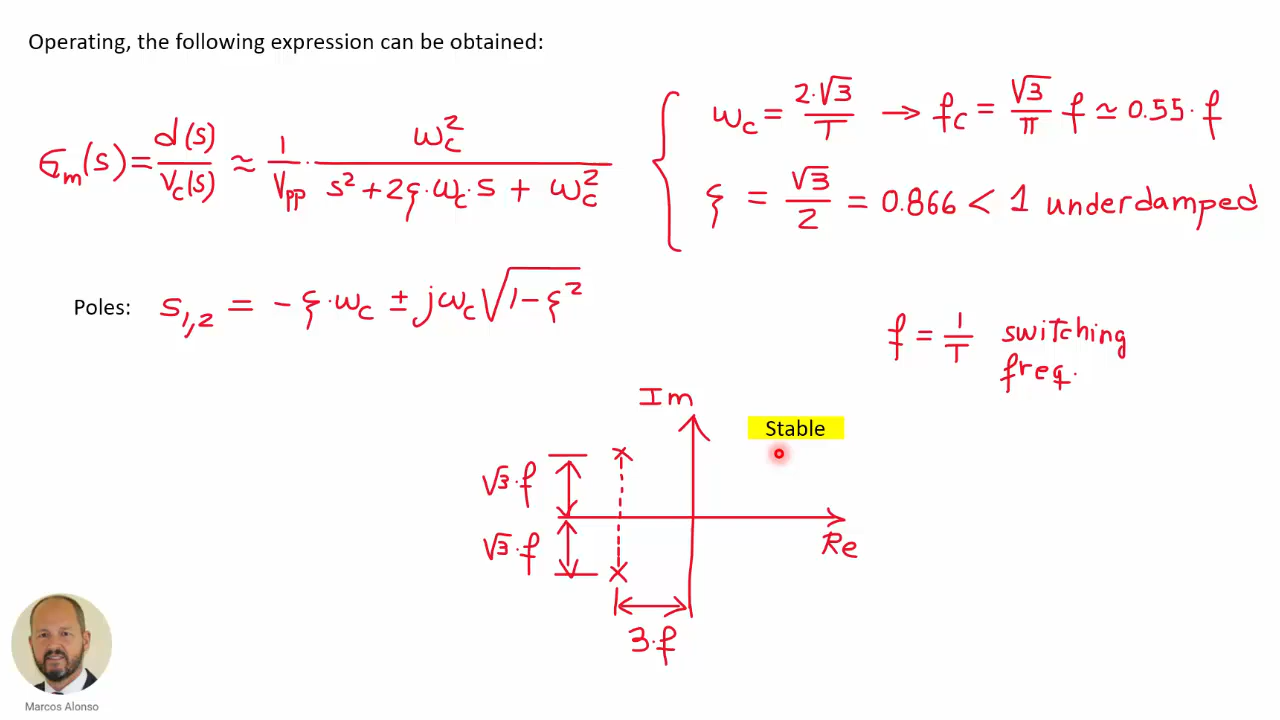 Operating, the following expression can be obtained:
Gm(s) = d(s)/vc(s) ≈ 1/Vpp · ωc²/(s² + 2ξ·ωc·s + ωc²)
ωc = 2·√3/T → fc = √3/π f ≃ 0.55·f
ξ = √3/2 = 0.866 < 1 underdamped
Poles: s1,2 = -ξ·ωc ± jωc√(1-ξ²)
f = 1/T switching
freq.
Im
Stable
√3·f
√3·f
Re
3·f
Marcos Alonso